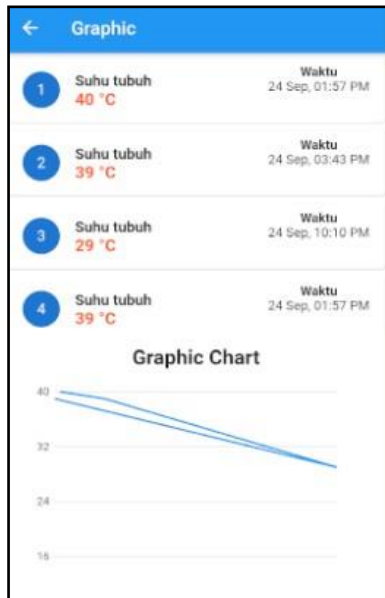 Graphic
1
Suhu tubuh
40 °C
Waktu
24 Sep, 01:57 PM
2
Suhu tubuh
39 °C
Waktu
24 Sep, 03:43 PM
3
Suhu tubuh
29 °C
Waktu
24 Sep, 10:10 PM
4
Suhu tubuh
39 °C
Waktu
24 Sep, 01:57 PM
Graphic Chart
40
32
24
16